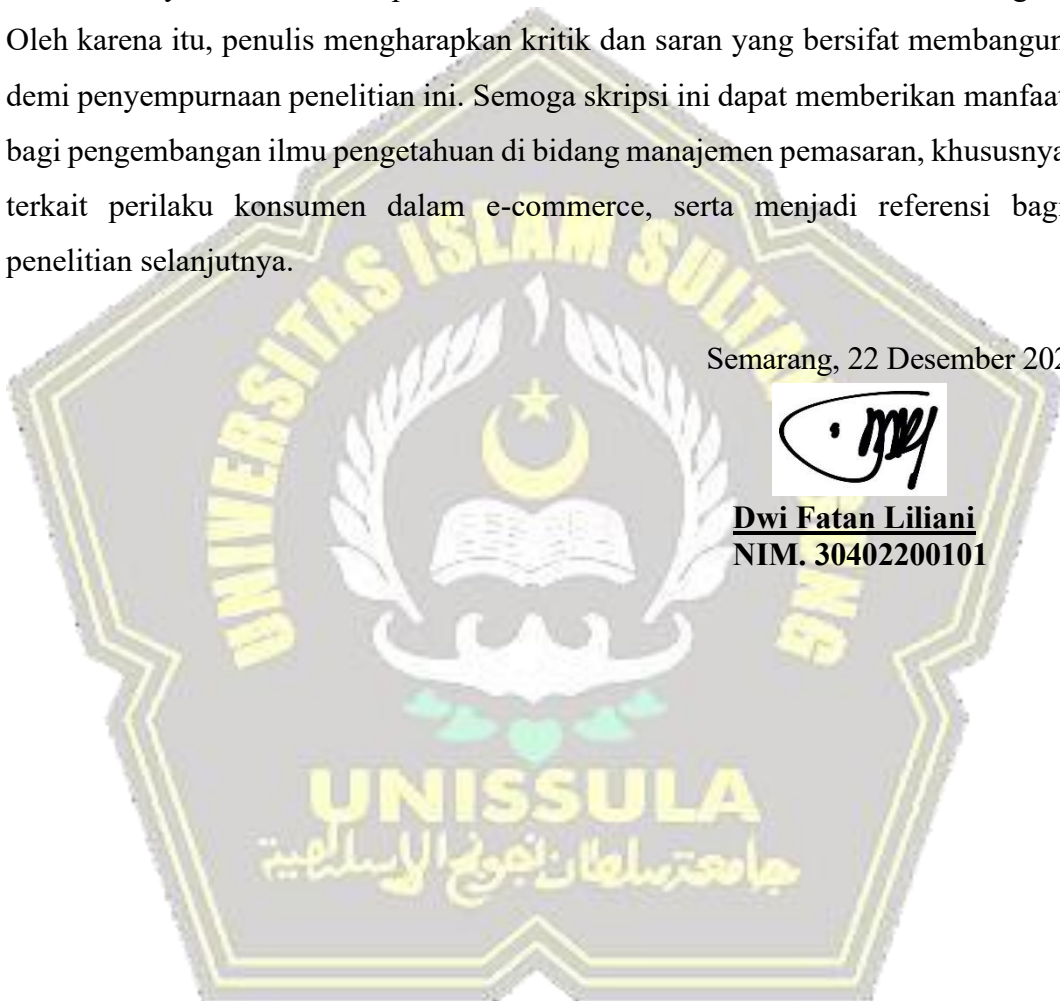 Oleh karena itu, penulis mengharapkan kritik dan saran yang bersifat membangun
demi penyempurnaan penelitian ini. Semoga skripsi ini dapat memberikan manfaat
bagi pengembangan ilmu pengetahuan di bidang manajemen pemasaran, khususnya
terkait perilaku konsumen dalam e-commerce, serta menjadi referensi bagi
penelitian selanjutnya.
Semarang, 22 Desember 202
Dwi Fatan Liliani
NIM. 30402200101
UNIVERSITAS ISLAM SULTAN
UNG
UNISSULA
جامعة سلطان أجونج الإسلامية